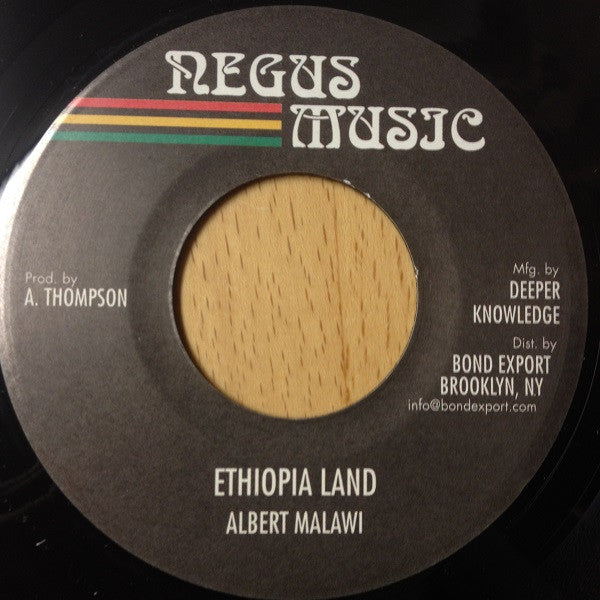 NEGUS
MUSIC
Prod. by
A. THOMPSON
Mfg. by
DEEPER
KNOWLEDGE
Dist. by
BOND EXPORT
BROOKLYN, NY
info@bondexport.com
ETHIOPIA LAND
ALBERT MALAWI